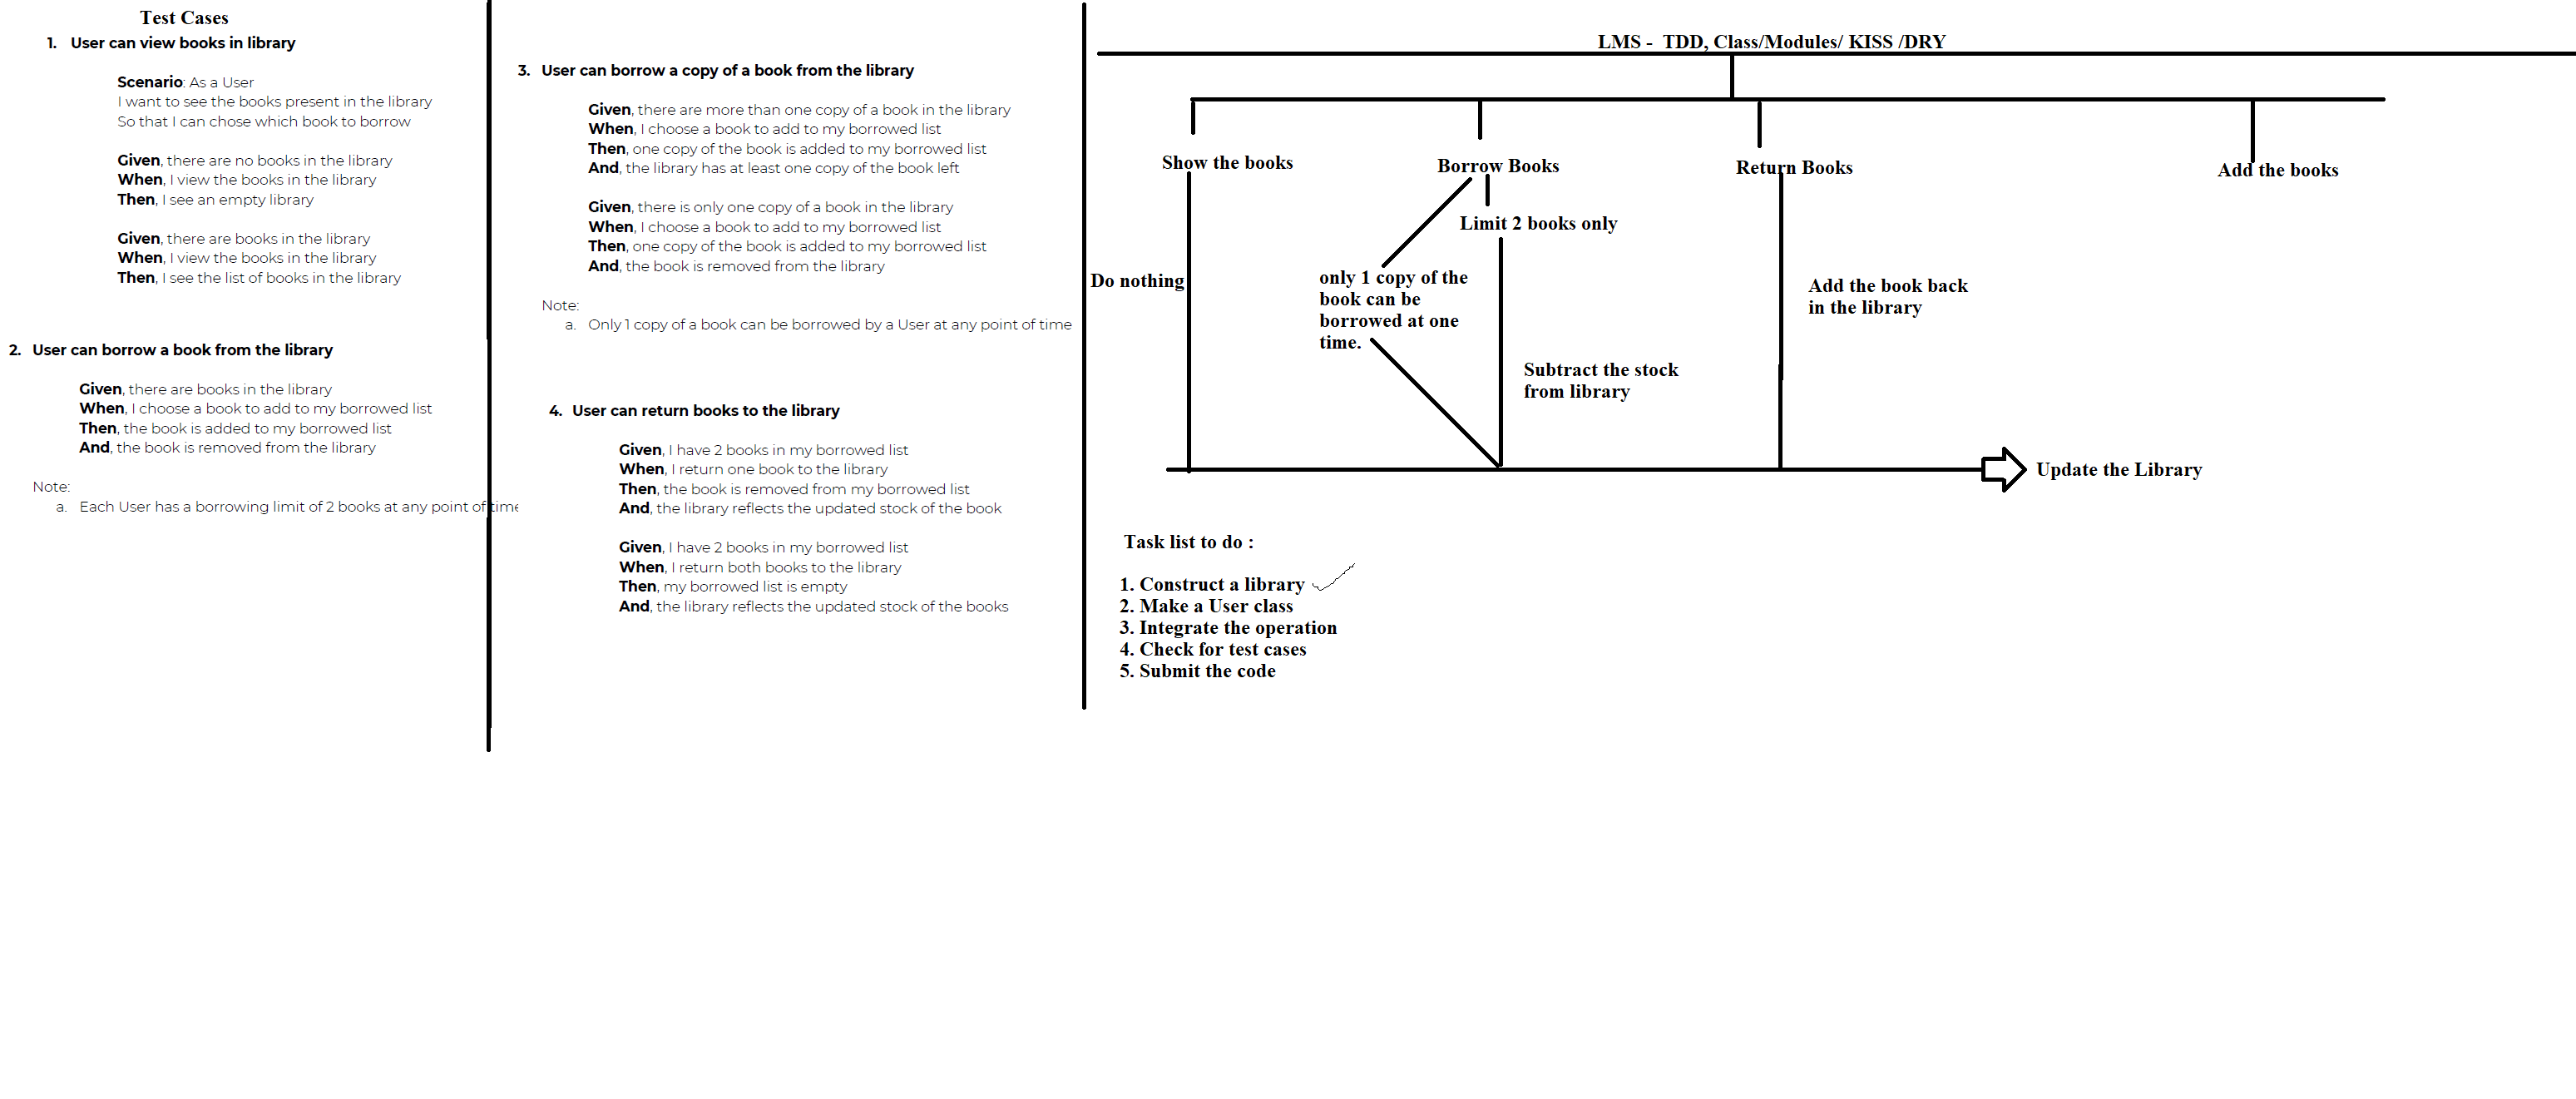 Test Cases
1. User can view books in library
Scenario: As a User
I want to see the books present in the library
So that I can chose which book to borrow
Given, there are no books in the library
When, I view the books in the library
Then, I see an empty library
Given, there are books in the library
When, I view the books in the library
Then, I see the list of books in the library
2. User can borrow a book from the library
Given, there are books in the library
When, I choose a book to add to my borrowed list
Then, the book is added to my borrowed list
And, the book is removed from the library
Note:
a. Each User has a borrowing limit of 2 books at any point of time
3. User can borrow a copy of a book from the library
Given, there are more than one copy of a book in the library
When, I choose a book to add to my borrowed list
Then, one copy of the book is added to my borrowed list
And, the library has at least one copy of the book left
Given, there is only one copy of a book in the library
When, I choose a book to add to my borrowed list
Then, one copy of the book is added to my borrowed list
And, the book is removed from the library
Note:
a. Only 1 copy of a book can be borrowed by a User at any point of time
4. User can return books to the library
Given, I have 2 books in my borrowed list
When, I return one book to the library
Then, the book is removed from my borrowed list
And, the library reflects the updated stock of the book
Given, I have 2 books in my borrowed list
When, I return both books to the library
Then, my borrowed list is empty
And, the library reflects the updated stock of the books
LMS - TDD, Class/Modules/ KISS /DRY
Show the books
Borrow Books
Return Books
Add the books
Limit 2 books only
Do nothing
only 1 copy of the
book can be
borrowed at one
time.
Add the book back
in the library
Subtract the stock
from library
Update the Library
Task list to do :
1. Construct a library
2. Make a User class
3. Integrate the operation
4. Check for test cases
5. Submit the code